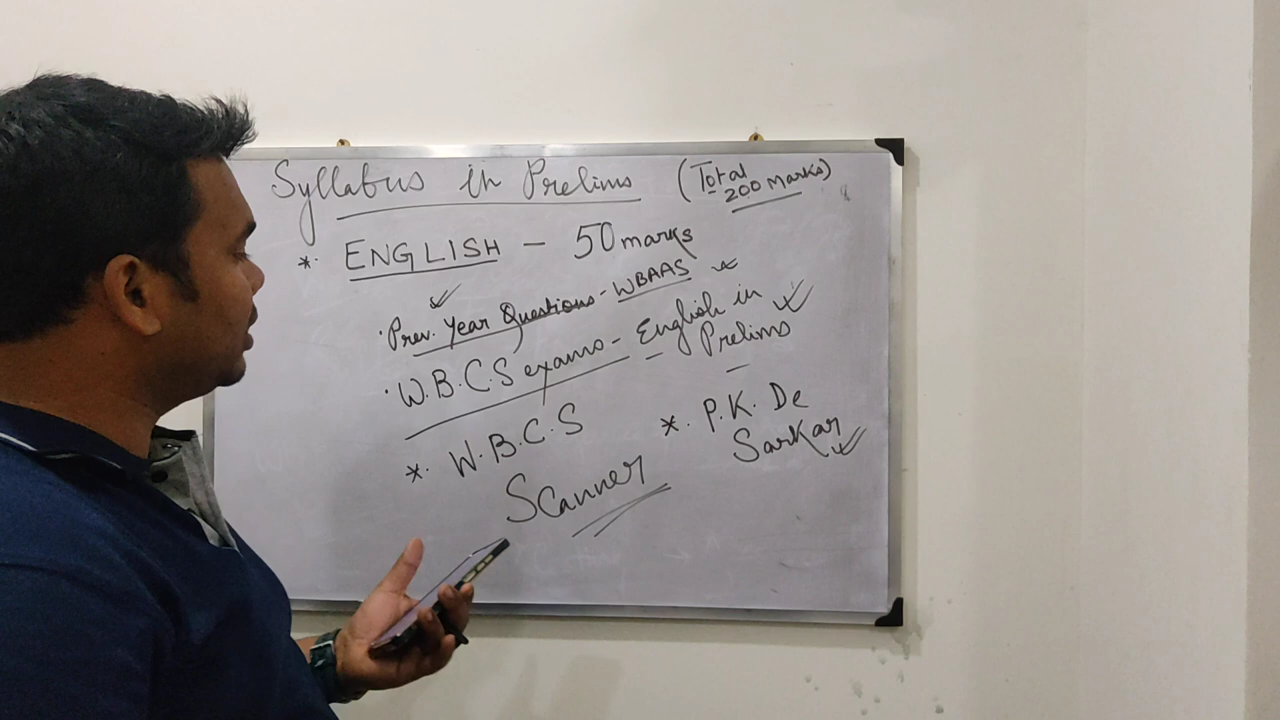 Syllabus in Prelims (Total 200 marks)
*. ENGLISH - 50 marks
· Prev. Year Questions - WBAAS
· W.B.C.S exams - English in Prelims
*. W.B.C.S Scanner
*. P.K. De Sarkar